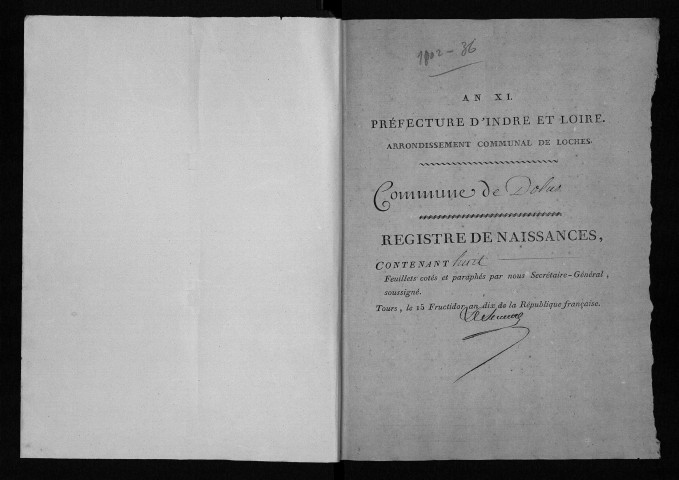 1802-36
AN XI.
PRÉFECTURE D'INDRE ET LOIRE.
ARRONDISSEMENT COMMUNAL DE LOCHES.
Commune de Dolus
REGISTRE DE NAISSANCES,
CONTENANT huit
Feuillets cotés et paraphés par nous Secrétaire-Général,
soussigné.
Tours, le 15 Fructidor an dix de la République française.